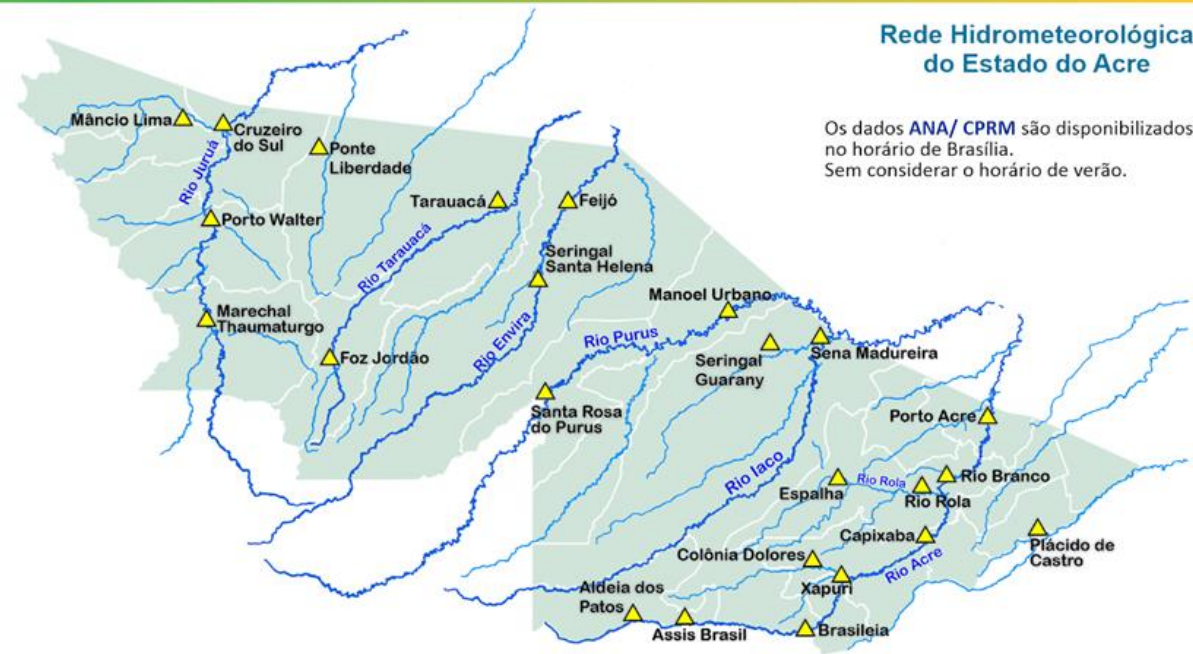 Rede Hidrometeorológica
do Estado do Acre
Os dados ANA/ CPRM são disponibilizados
no horário de Brasília.
Sem considerar o horário de verão.
Mâncio Lima
Cruzeiro
do Sul
Ponte
Liberdade
Rio Juruá
Tarauacá
Feijó
Porto Walter
Rio Tarauacá
Seringal
Santa Helena
Manoel Urbano
Marechal
Thaumaturgo
Rio Envira
Rio Purus
Foz Jordão
Seringal
Guarany
Sena Madureira
Santa Rosa
do Purus
Porto Acre
Rio Iaco
Espalha
Rio Rola
Rio Rola
Rio Branco
Capixaba
Plácido de
Castro
Colônia Dolores
Rio Acre
Xapuri
Aldeia dos
Patos
Assis Brasil
Brasileia